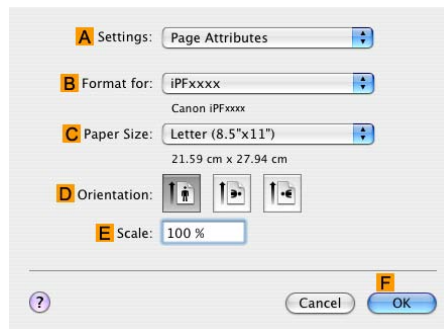 A Settings: Page Attributes
B Format for: iPFxxxx
Canon iPFxxxx
C Paper Size: Letter (8.5"x11")
21.59 cm x 27.94 cm
D Orientation:
E Scale: 100 %
F
? Cancel OK